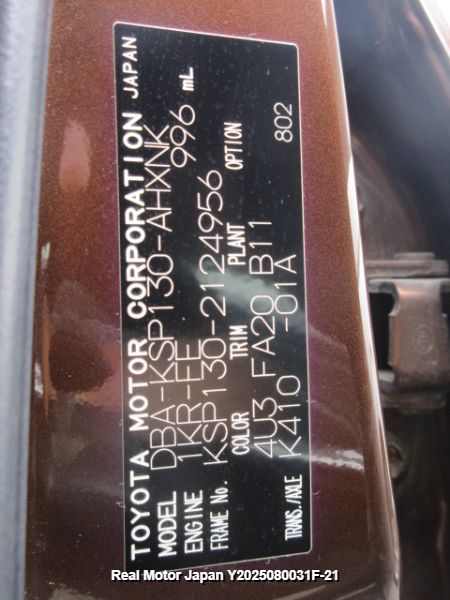 TOYOTA MOTOR CORPORATION JAPAN
MODEL DBA-KSP130-AHXNK
ENGINE 1KR-FE 996 mL
FRAME No. KSP130-2124956
COLOR TRIM PLANT OPTION
4U3 FA20 B11
TRANS./AXLE K410 -01A 802
Real Motor Japan Y2025080031F-21